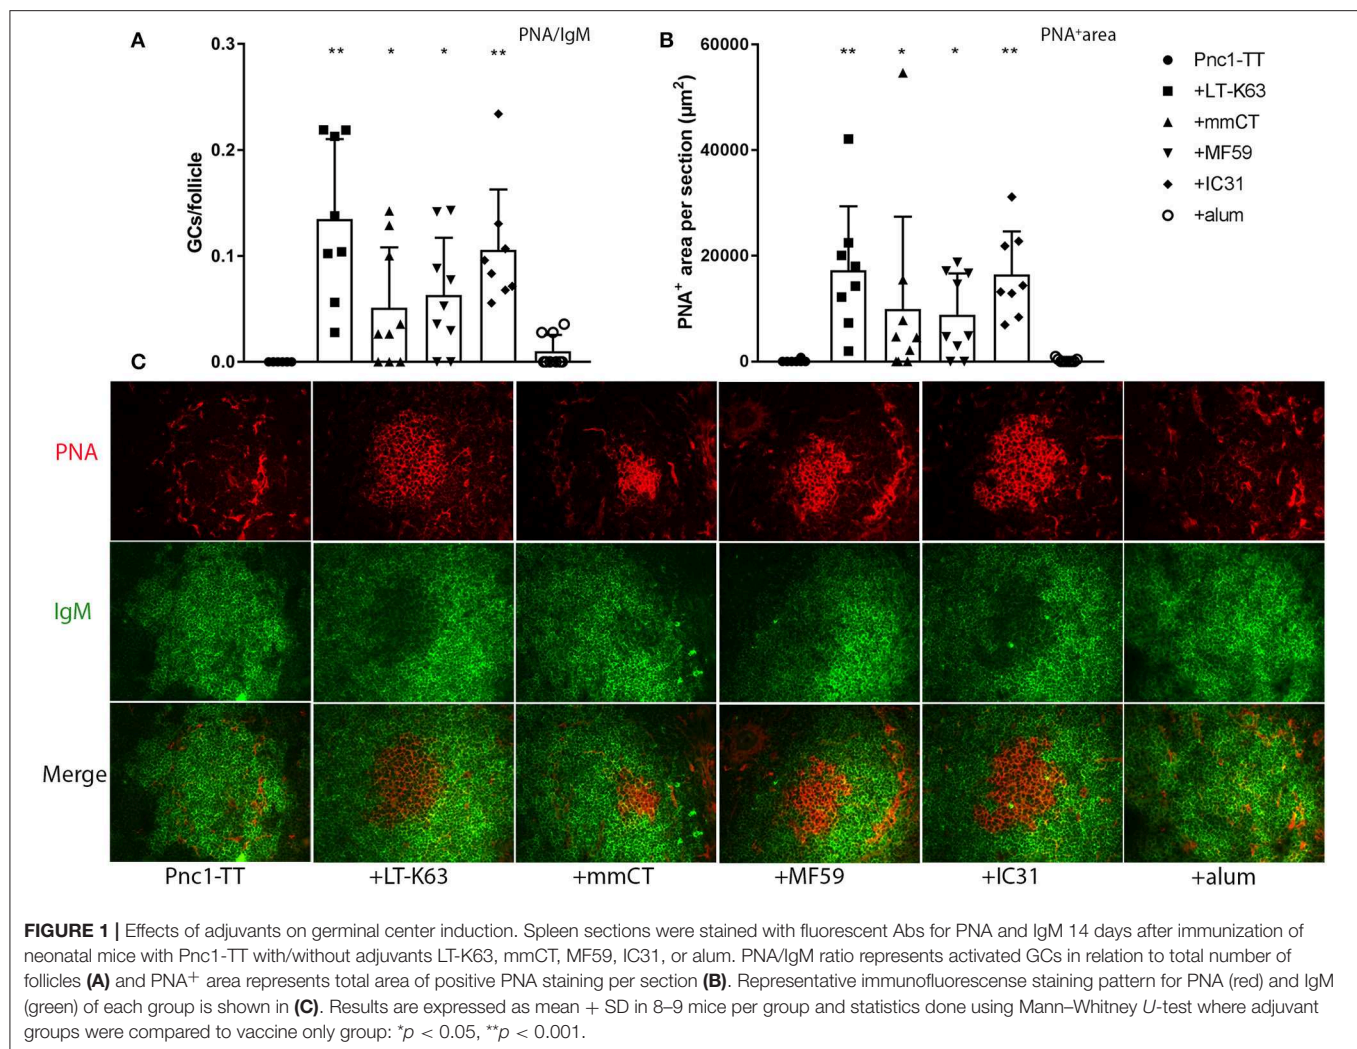 A
PNA/IgM
0.3
0.2
0.1
0.0
GCs/follicle
** * * **
B
PNA⁺area
60000
40000
20000
0
PNA⁺ area per section (µm²)
** * * **
Pnc1-TT
+LT-K63
+mmCT
+MF59
+IC31
+alum
C
PNA
IgM
Merge
Pnc1-TT +LT-K63 +mmCT +MF59 +IC31 +alum
FIGURE 1 | Effects of adjuvants on germinal center induction. Spleen sections were stained with fluorescent Abs for PNA and IgM 14 days after immunization of
neonatal mice with Pnc1-TT with/without adjuvants LT-K63, mmCT, MF59, IC31, or alum. PNA/IgM ratio represents activated GCs in relation to total number of
follicles (A) and PNA⁺ area represents total area of positive PNA staining per section (B). Representative immunofluorescense staining pattern for PNA (red) and IgM
(green) of each group is shown in (C). Results are expressed as mean + SD in 8–9 mice per group and statistics done using Mann–Whitney U-test where adjuvant
groups were compared to vaccine only group: *p < 0.05, **p < 0.001.